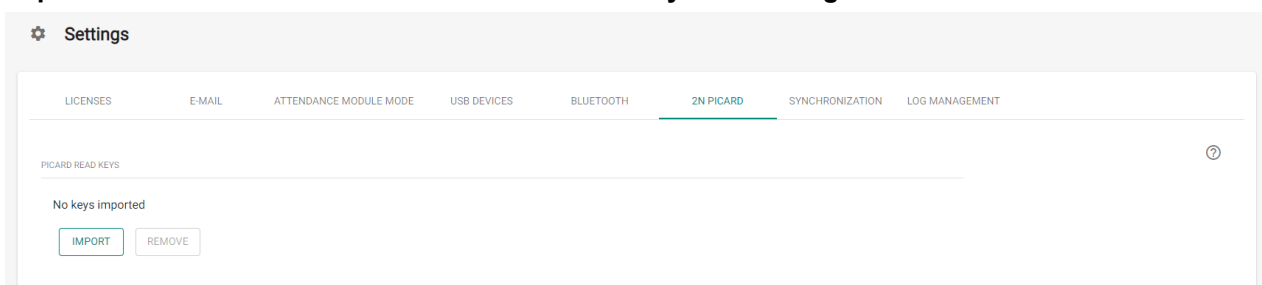 Settings
LICENSES E-MAIL ATTENDANCE MODULE MODE USB DEVICES BLUETOOTH 2N PICARD SYNCHRONIZATION LOG MANAGEMENT
PICARD READ KEYS
No keys imported
IMPORT REMOVE